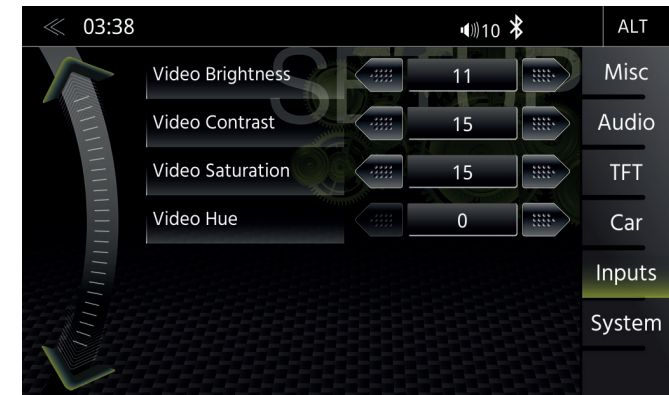 03:38
10
ALT
SETUP
Video Brightness 11
Misc
Video Contrast 15
Audio
Video Saturation 15
TFT
Video Hue 0
Car
Inputs
System